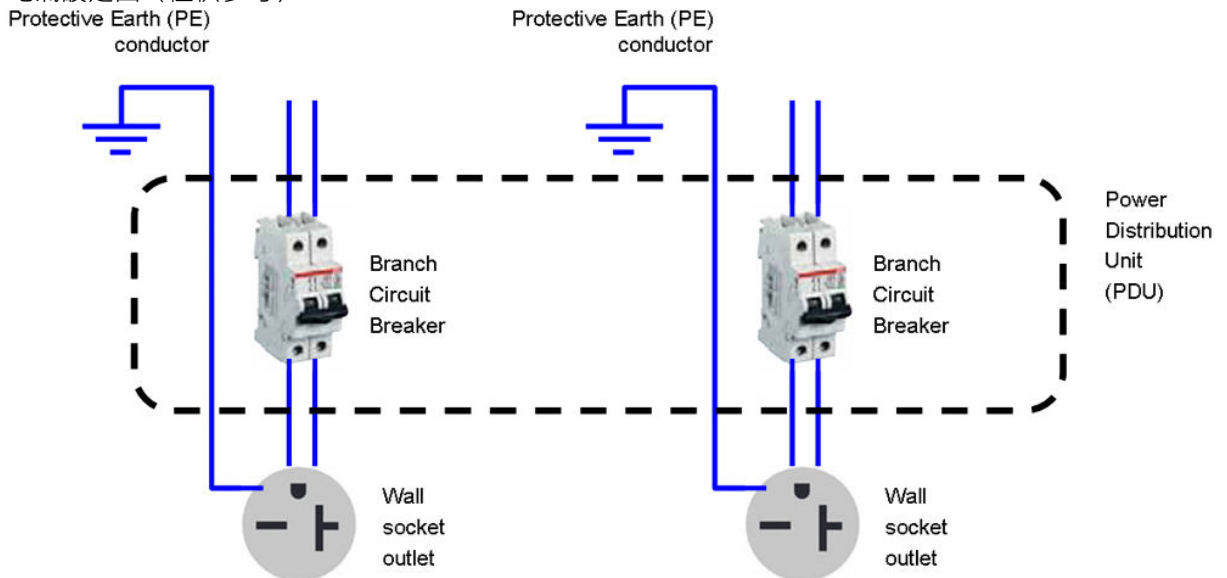 Protective Earth (PE)
conductor
Protective Earth (PE)
conductor
Branch
Circuit
Breaker
Branch
Circuit
Breaker
Power
Distribution
Unit
(PDU)
Wall
socket
outlet
Wall
socket
outlet